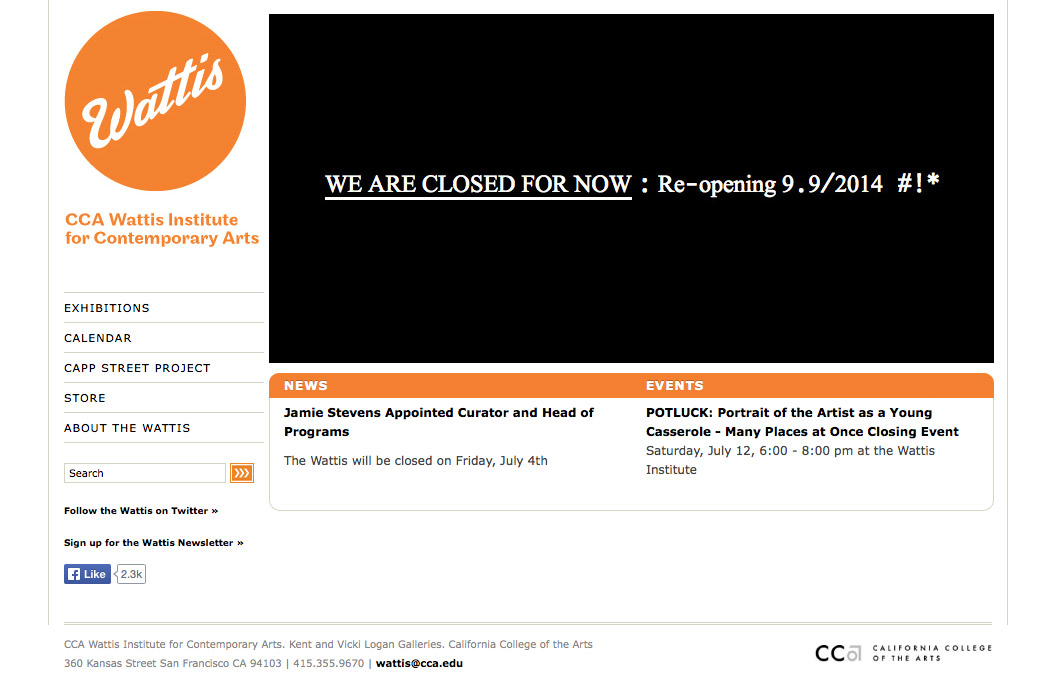 Wattis
CCA Wattis Institute
for Contemporary Arts
EXHIBITIONS
CALENDAR
CAPP STREET PROJECT
STORE
ABOUT THE WATTIS
Search
Follow the Wattis on Twitter »
Sign up for the Wattis Newsletter »
Like 2.3k
WE ARE CLOSED FOR NOW : Re-opening 9.9/2014 #!*
NEWS
Jamie Stevens Appointed Curator and Head of
Programs
The Wattis will be closed on Friday, July 4th
EVENTS
POTLUCK: Portrait of the Artist as a Young
Casserole - Many Places at Once Closing Event
Saturday, July 12, 6:00 - 8:00 pm at the Wattis
Institute
CCA Wattis Institute for Contemporary Arts. Kent and Vicki Logan Galleries. California College of the Arts
360 Kansas Street San Francisco CA 94103 | 415.355.9670 | wattis@cca.edu
CCa CALIFORNIA COLLEGE
OF THE ARTS